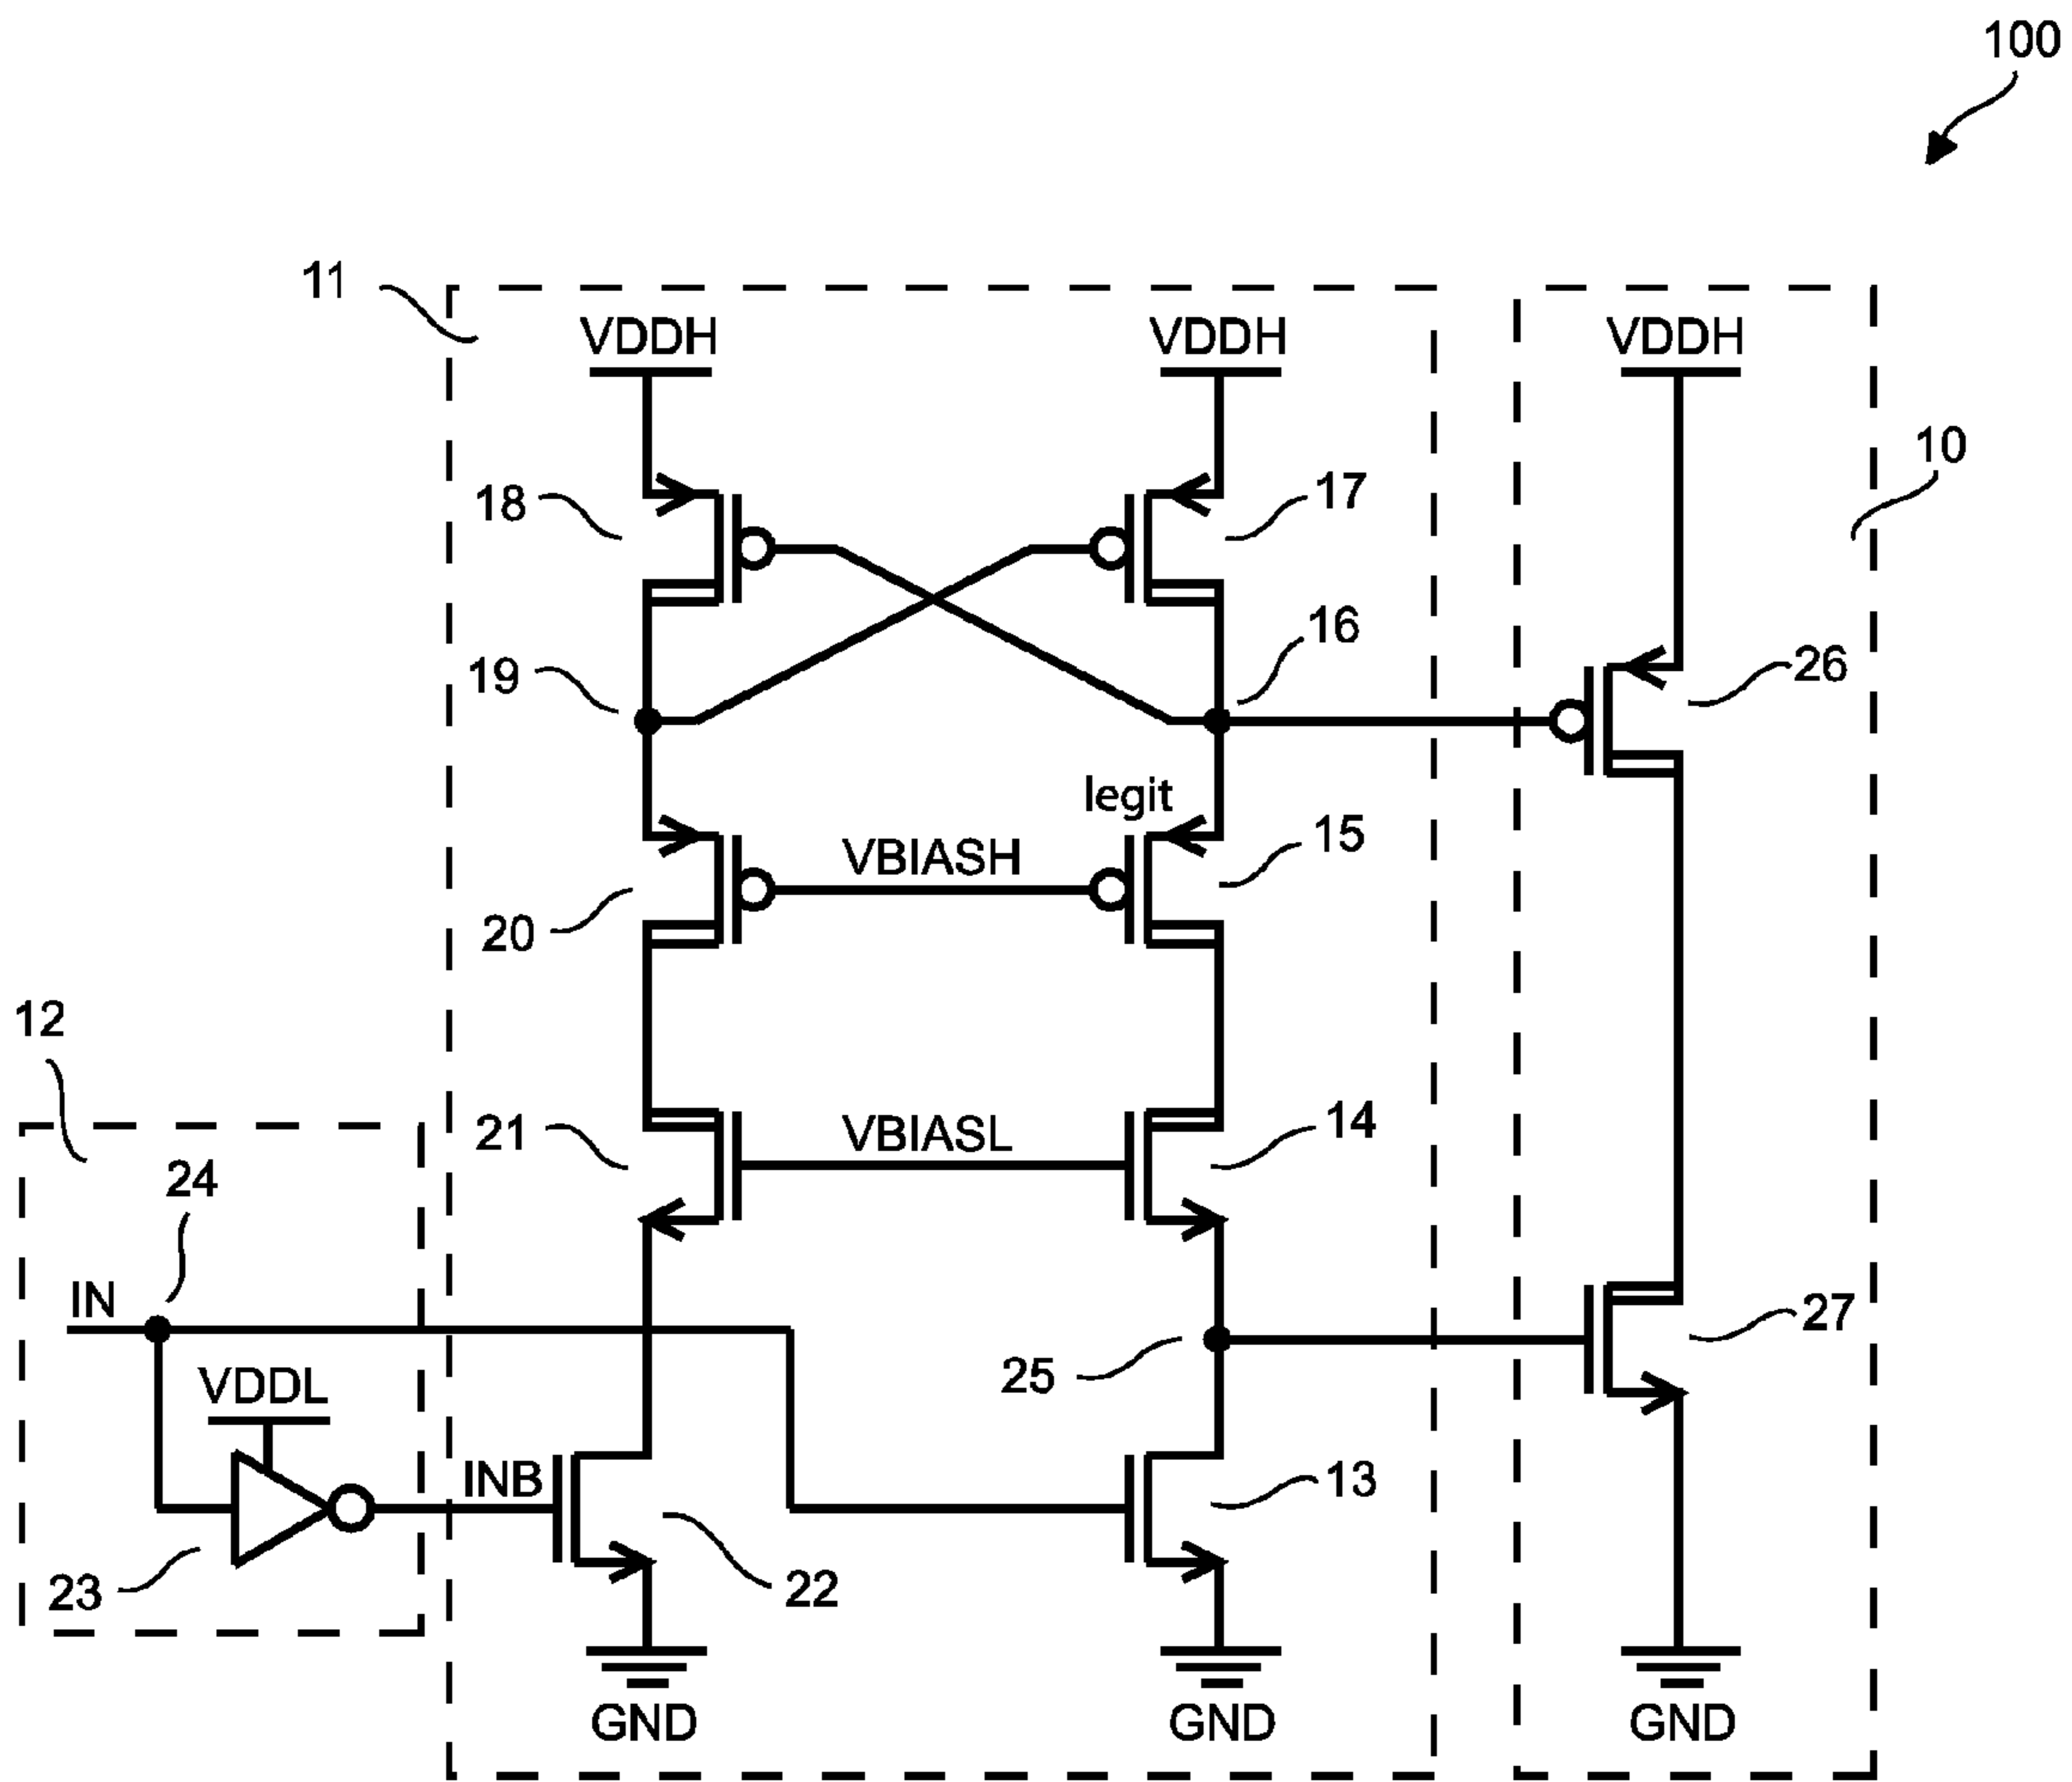 100
11
VDDH
VDDH
VDDH
10
18
17
16
19
26
legit
VBIASH
15
20
12
21
VBIASL
14
24
IN
27
25
VDDL
INB
13
23
22
GND
GND
GND